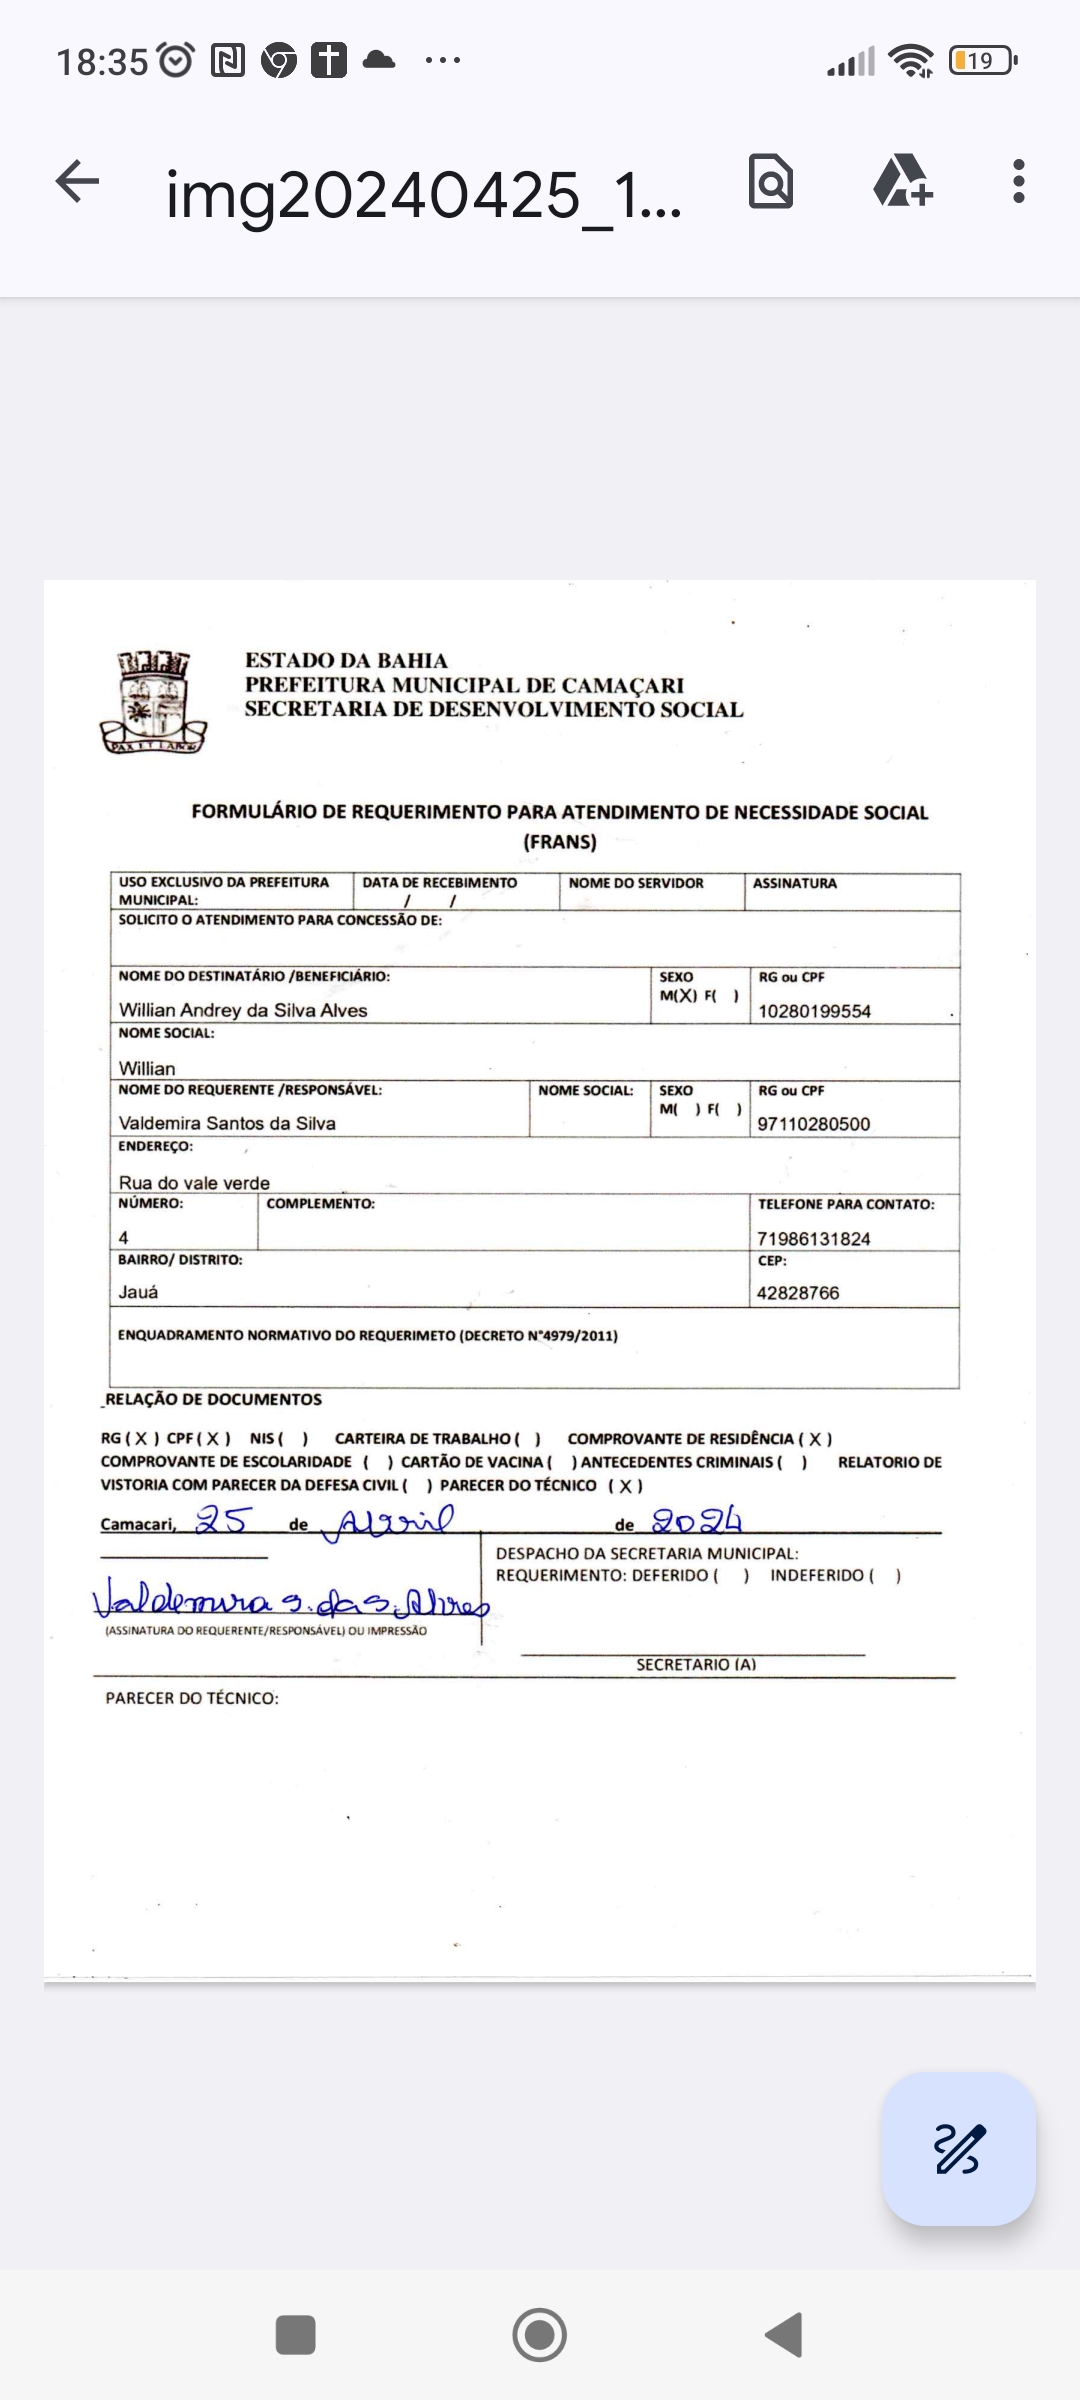 18:35 ... 19
img20240425_1...
ESTADO DA BAHIA
PREFEITURA MUNICIPAL DE CAMAÇARI
SECRETARIA DE DESENVOLVIMENTO SOCIAL
PAX ET LABOR
FORMULÁRIO DE REQUERIMENTO PARA ATENDIMENTO DE NECESSIDADE SOCIAL
(FRANS)
USO EXCLUSIVO DA PREFEITURA DATA DE RECEBIMENTO NOME DO SERVIDOR ASSINATURA
MUNICIPAL: / /
SOLICITO O ATENDIMENTO PARA CONCESSÃO DE:
NOME DO DESTINATÁRIO /BENEFICIÁRIO: SEXO RG ou CPF
M(X) F( )
Willian Andrey da Silva Alves 10280199554
NOME SOCIAL:
Willian
NOME DO REQUERENTE /RESPONSÁVEL: NOME SOCIAL: SEXO RG ou CPF
M( ) F( )
Valdemira Santos da Silva 97110280500
ENDEREÇO:
Rua do vale verde
NÚMERO: COMPLEMENTO: TELEFONE PARA CONTATO:
4 71986131824
BAIRRO/ DISTRITO: CEP:
Jauá 42828766
ENQUADRAMENTO NORMATIVO DO REQUERIMETO (DECRETO N°4979/2011)
RELAÇÃO DE DOCUMENTOS
RG ( X ) CPF ( X ) NIS ( ) CARTEIRA DE TRABALHO ( ) COMPROVANTE DE RESIDÊNCIA ( X )
COMPROVANTE DE ESCOLARIDADE ( ) CARTÃO DE VACINA ( ) ANTECEDENTES CRIMINAIS ( ) RELATORIO DE
VISTORIA COM PARECER DA DEFESA CIVIL ( ) PARECER DO TÉCNICO ( X )
Camacari, 25 de Abril de 2024
DESPACHO DA SECRETARIA MUNICIPAL:
REQUERIMENTO: DEFERIDO ( ) INDEFERIDO ( )
Valdemira S. da S. Alves
(ASSINATURA DO REQUERENTE/RESPONSÁVEL) OU IMPRESSÃO
SECRETARIO (A)
PARECER DO TÉCNICO: